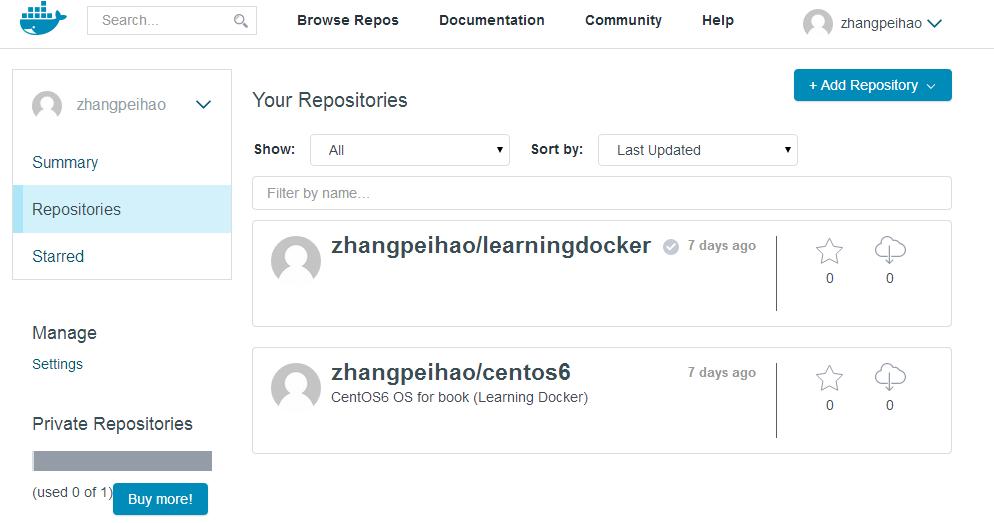 Search... Browse Repos Documentation Community Help zhangpeihao
zhangpeihao
Summary
Repositories
Starred
Manage
Settings
Private Repositories
(used 0 of 1) Buy more!
Your Repositories + Add Repository
Show: All Sort by: Last Updated
Filter by name...
zhangpeihao/learningdocker 7 days ago
0 0
zhangpeihao/centos6 7 days ago
CentOS6 OS for book (Learning Docker)
0 0